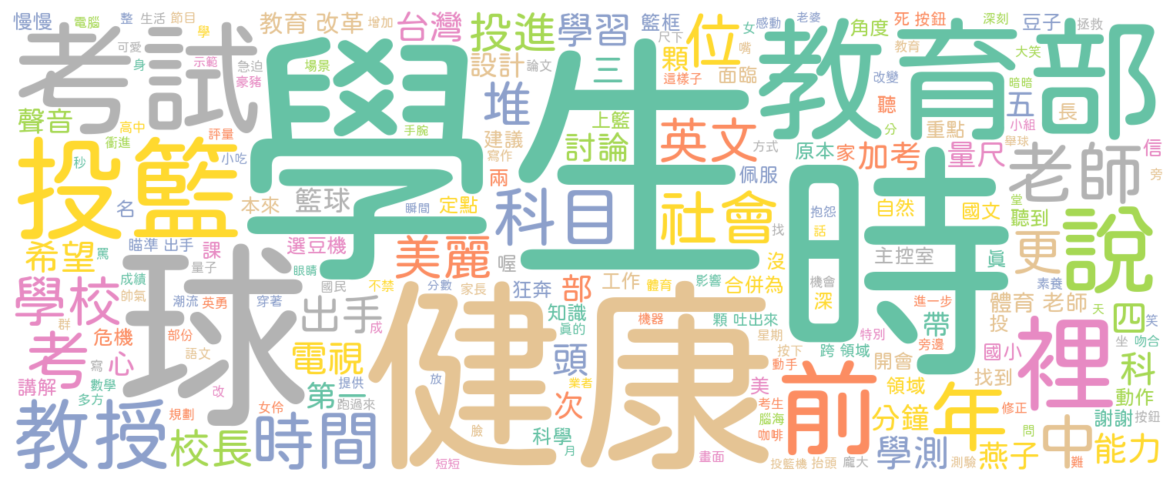 慢慢
電腦
整
生活
節目
教育 改革
增加
台灣
投進
學習
籃框
女
感動
老婆
角度
死 按鈕
深刻
豆子
拯救
考試
學生
時
教育部
可愛
學
身
示範
急迫
豪豬
場景
設計
論文
尺下
三
顆
位
嘴
這樣子
面臨
教育
改變
大笑
暗暗
聲音
高中
評量
衝進
秒
小吃
手腕
堆
建議
寫作
上籃
討論
英文
聽
分
重點
五
小組
長
舉球
投籃
兩
原本
家
加考
方式
量尺
信
老師
旁
名
本來
籃球
瞬間
定點
科目
社會
佩服
抱怨
話
自然
國文
堂
聽到
說
瞄準 出手
希望
罵
課
選豆機
量子
眼睛
美麗
喔
找
沒
主控室
真
更
成績
帥氣
學校
球
國民
分數
不禁
家長
狂奔
部
工作
體育
影響
合併為
機會
深
素養
潮流
英勇
穿著
出手
健康
知識
真的
顆 吐出來
進一步
體育 老師
天
帶
投
裡
四
笑
群
危機
部份
成
機器
星期
特別
旁邊
坐
吻合
考
心
寫
語文
改
電視
頭
按下
動手
跨 領域
開會
國小
找到
科
講解
數學
多方
提供
第一
放
跑過來
業者
次
美
前
考生
腦海
咖啡
領域
年
修正
動作
教授
規劃
女伶
校長
時間
臉
短短
科學
月
畫面
投籃機
抬頭
龐大
分鐘
學測
測驗
燕子
問
中
難
謝謝
按鈕
能力